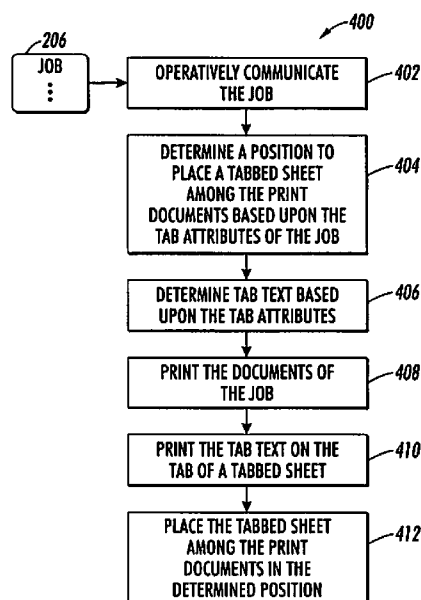 400
206
JOB
OPERATIVELY COMMUNICATE
THE JOB
402
DETERMINE A POSITION TO
PLACE A TABBED SHEET
AMONG THE PRINT
DOCUMENTS BASED UPON THE
TAB ATTRIBUTES OF THE JOB
404
DETERMINE TAB TEXT BASED
UPON THE TAB ATTRIBUTES
406
PRINT THE DOCUMENTS OF
THE JOB
408
PRINT THE TAB TEXT ON THE
TAB OF A TABBED SHEET
410
PLACE THE TABBED SHEET
AMONG THE PRINT
DOCUMENTS IN THE
DETERMINED POSITION
412